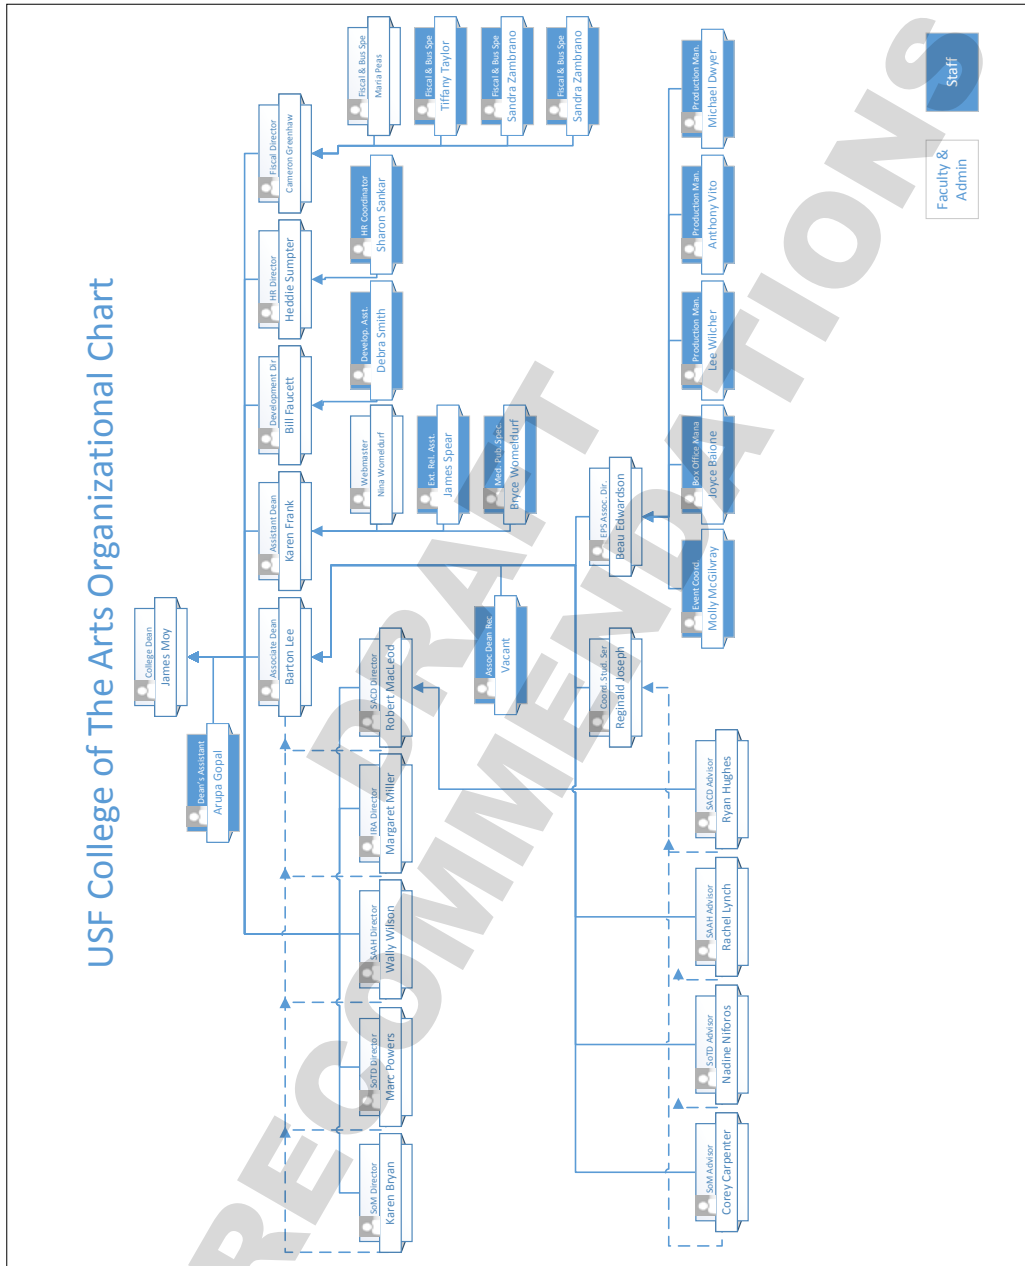 USF College of The Arts Organizational Chart
College Dean
James Moy
Dean's Assistant
Arupa Gopal
Associate Dean
Barton Lee
Assistant Dean
Karen Frank
Development Dir.
Bill Faucett
HR Director
Heddie Sumpter
Fiscal Director
Cameron Greenhaw
SoM Director
Karen Bryan
SoTD Director
Marc Powers
SAAH Director
Wally Wilson
IRA Director
Margaret Miller
SACD Director
Robert MacLeod
Webmaster
Nina Womeldurf
Ext. Rel. Asst.
James Spear
Med. Pub. Spec.
Bryce Womeldurf
Develop. Asst.
Debra Smith
HR Coordinator
Sharon Sankar
Fiscal & Bus Spe
Maria Peas
Fiscal & Bus Spe
Tiffany Taylor
Fiscal & Bus Spe
Sandra Zambrano
Fiscal & Bus Spe
Sandra Zambrano
Assoc Dean Rec
Vacant
Coord. Stud. Ser
Reginald Joseph
EPS Assoc. Dir.
Beau Edwardson
SoM Advisor
Corey Carpenter
SoTD Advisor
Nadine Niforos
SAAH Advisor
Rachel Lynch
SACD Advisor
Ryan Hughes
Event Coord.
Molly McGilvray
Box Office Mana
Joyce Baione
Production Man.
Lee Wilcher
Production Man.
Anthony Vito
Production Man.
Michael Dwyer
Faculty &
Admin
Staff
DRAFT
RECOMMENDATIONS